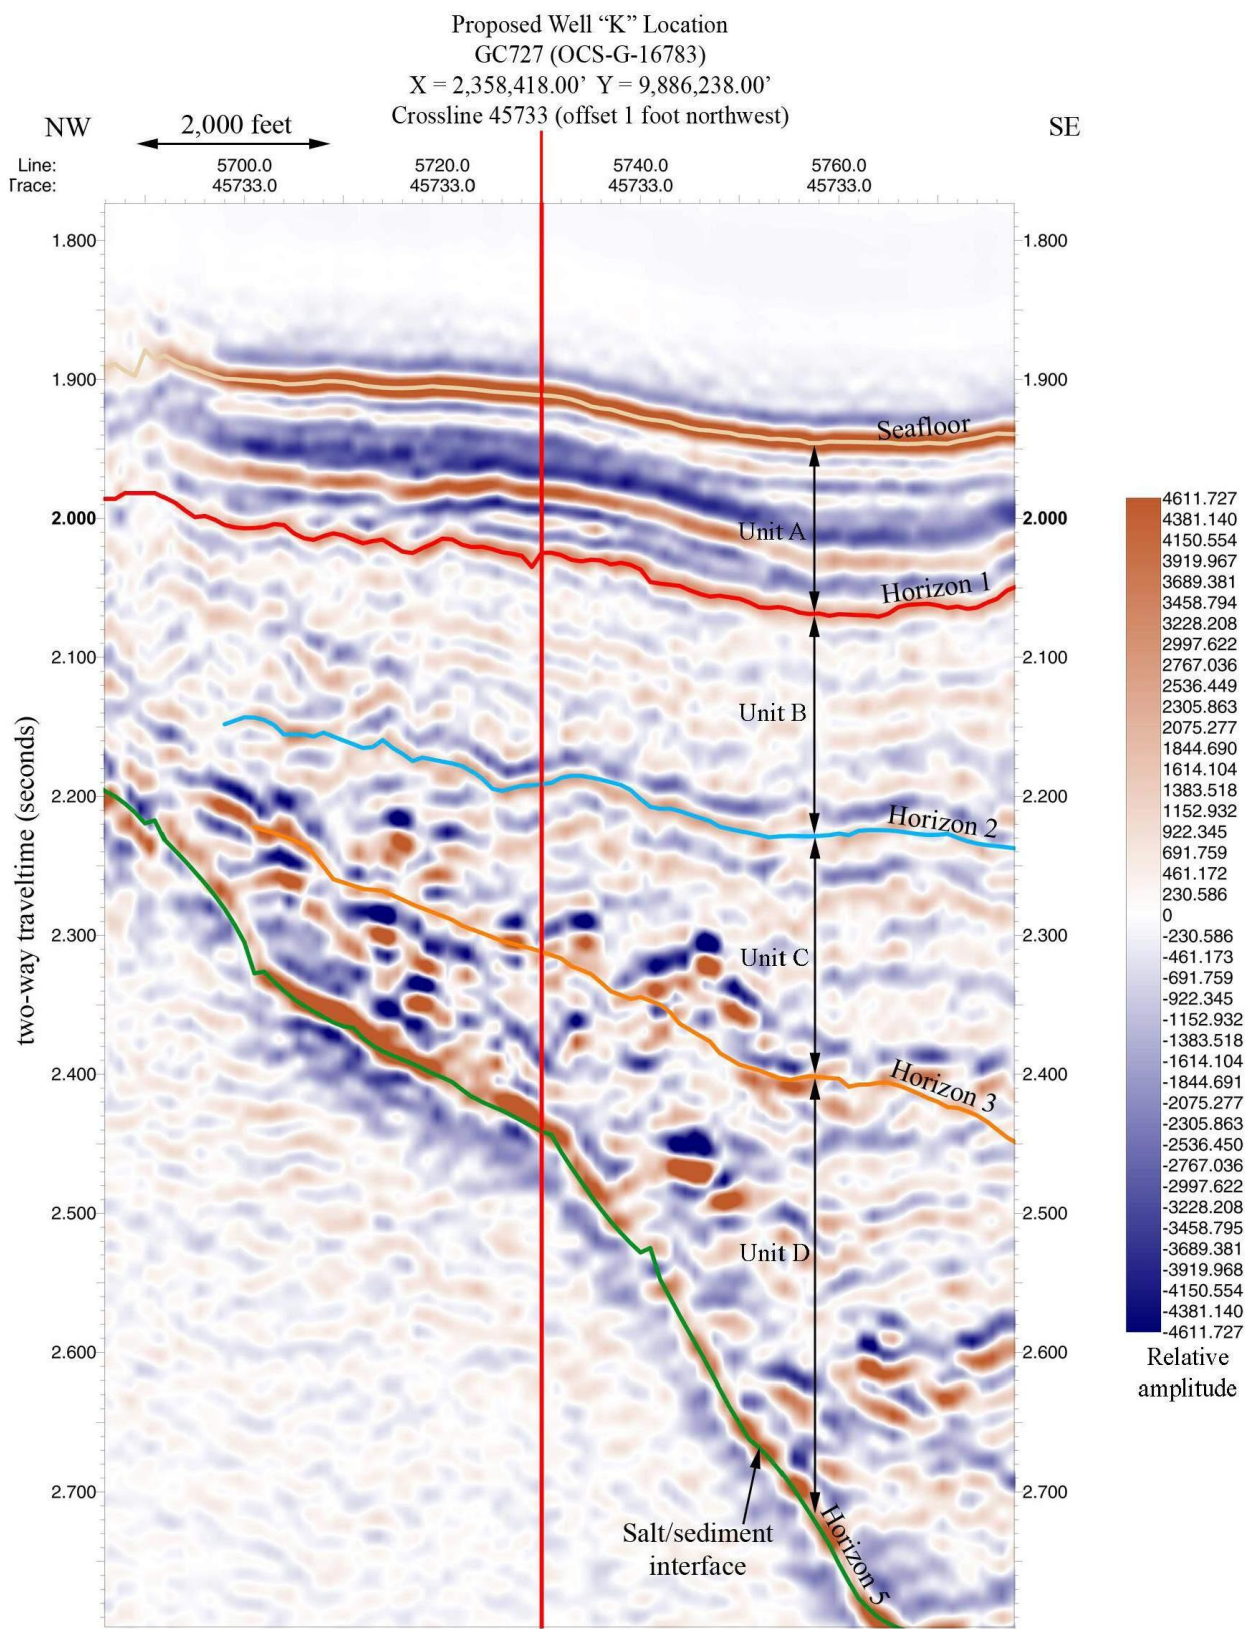 Proposed Well “K” Location
GC727 (OCS-G-16783)
X = 2,358,418.00’ Y = 9,886,238.00’
Crossline 45733 (offset 1 foot northwest)
NW
2,000 feet
SE
Line: 5700.0 5720.0 5740.0 5760.0
Trace: 45733.0 45733.0 45733.0 45733.0
1.800 1.800
1.900 1.900
Seafloor
2.000 2.000
Unit A
Horizon 1
2.100 2.100
Unit B
2.200 2.200
Horizon 2
2.300 2.300
Unit C
2.400 2.400
Horizon 3
2.500 2.500
Unit D
2.600 2.600
2.700 2.700
Salt/sediment
interface
Horizon 5
two-way traveltime (seconds)
4611.727
4381.140
4150.554
3919.967
3689.381
3458.794
3228.208
2997.622
2767.036
2536.449
2305.863
2075.277
1844.690
1614.104
1383.518
1152.932
922.345
691.759
461.172
230.586
0
-230.586
-461.173
-691.759
-922.345
-1152.932
-1383.518
-1614.104
-1844.691
-2075.277
-2305.863
-2536.450
-2767.036
-2997.622
-3228.208
-3458.795
-3689.381
-3919.968
-4150.554
-4381.140
-4611.727
Relative
amplitude